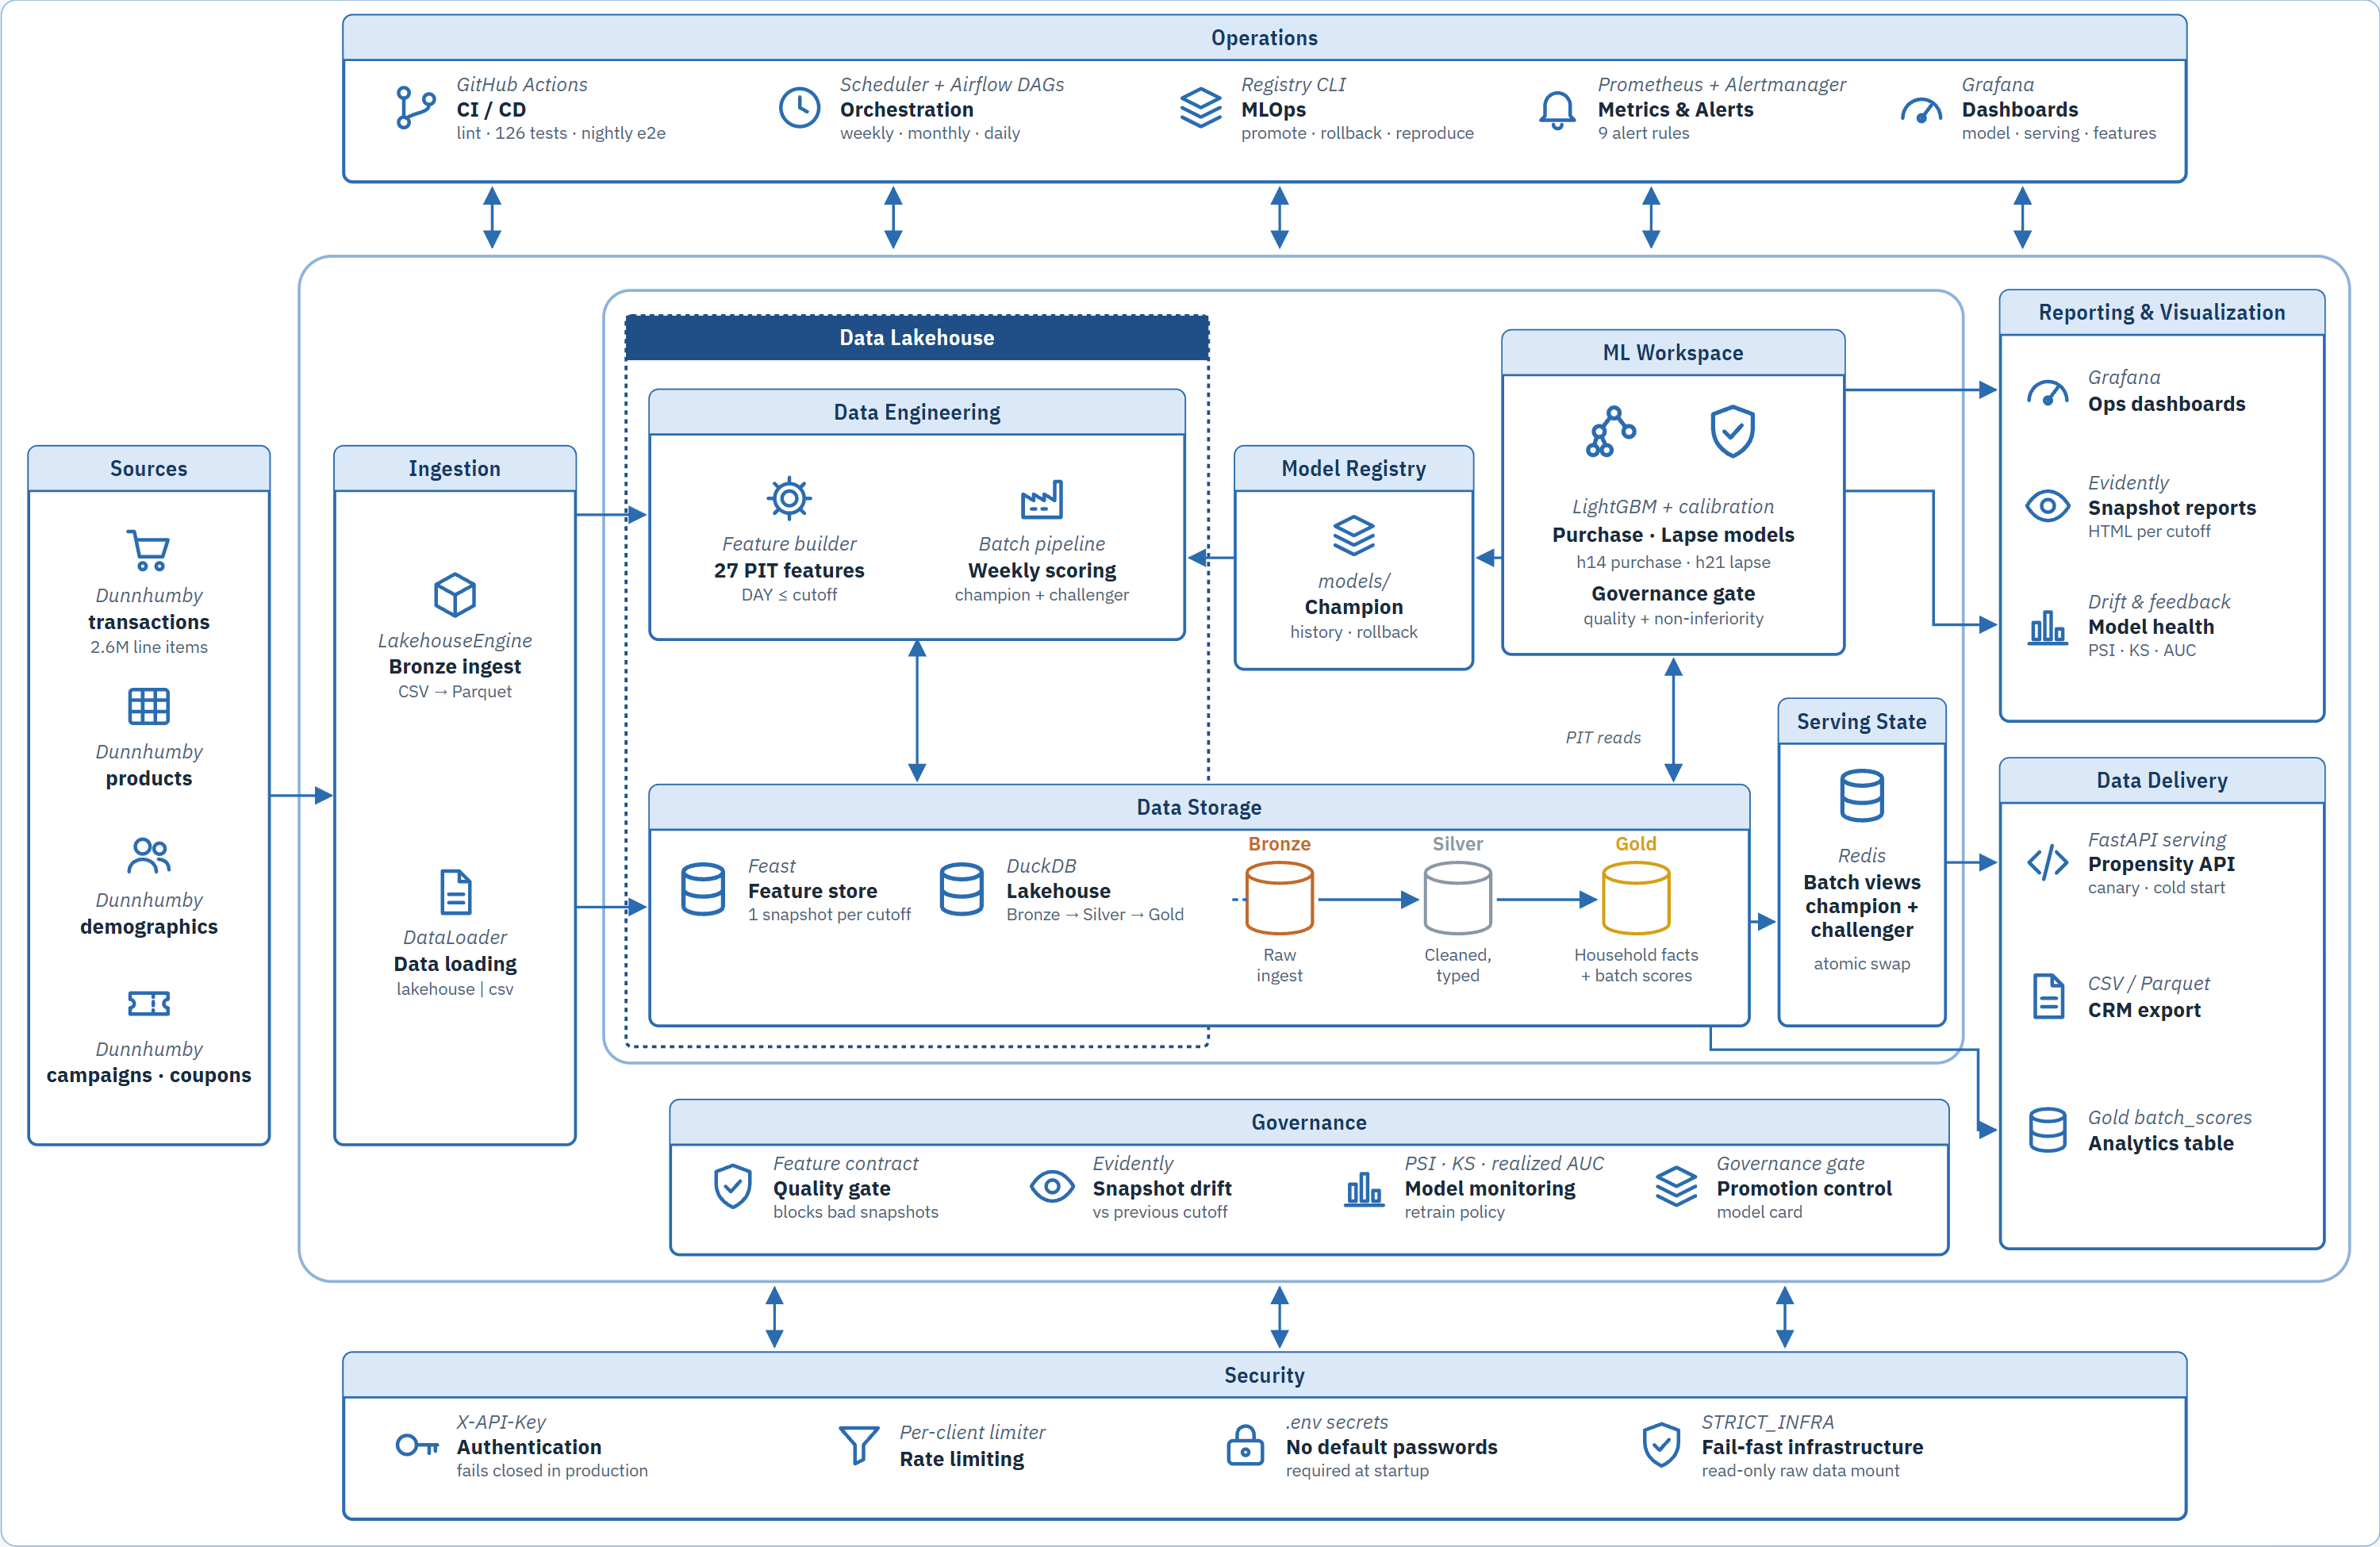 Operations
GitHub Actions
CI / CD
lint · 126 tests · nightly e2e
Scheduler + Airflow DAGs
Orchestration
weekly · monthly · daily
Registry CLI
MLOps
promote · rollback · reproduce
Prometheus + Alertmanager
Metrics & Alerts
9 alert rules
Grafana
Dashboards
model · serving · features
Sources
Dunnhumby
transactions
2.6M line items
Dunnhumby
products
Dunnhumby
demographics
Dunnhumby
campaigns · coupons
Ingestion
LakehouseEngine
Bronze ingest
CSV → Parquet
DataLoader
Data loading
lakehouse | csv
Data Lakehouse
Data Engineering
Feature builder
27 PIT features
DAY ≤ cutoff
Batch pipeline
Weekly scoring
champion + challenger
Model Registry
models/
Champion
history · rollback
ML Workspace
LightGBM + calibration
Purchase · Lapse models
h14 purchase · h21 lapse
Governance gate
quality + non-inferiority
PIT reads
Data Storage
Feast
Feature store
1 snapshot per cutoff
DuckDB
Lakehouse
Bronze → Silver → Gold
Bronze
Raw
ingest
Silver
Cleaned,
typed
Gold
Household facts
+ batch scores
Serving State
Redis
Batch views
champion +
challenger
atomic swap
Reporting & Visualization
Grafana
Ops dashboards
Evidently
Snapshot reports
HTML per cutoff
Drift & feedback
Model health
PSI · KS · AUC
Data Delivery
FastAPI serving
Propensity API
canary · cold start
CSV / Parquet
CRM export
Gold batch_scores
Analytics table
Governance
Feature contract
Quality gate
blocks bad snapshots
Evidently
Snapshot drift
vs previous cutoff
PSI · KS · realized AUC
Model monitoring
retrain policy
Governance gate
Promotion control
model card
Security
X-API-Key
Authentication
fails closed in production
Per-client limiter
Rate limiting
.env secrets
No default passwords
required at startup
STRICT_INFRA
Fail-fast infrastructure
read-only raw data mount